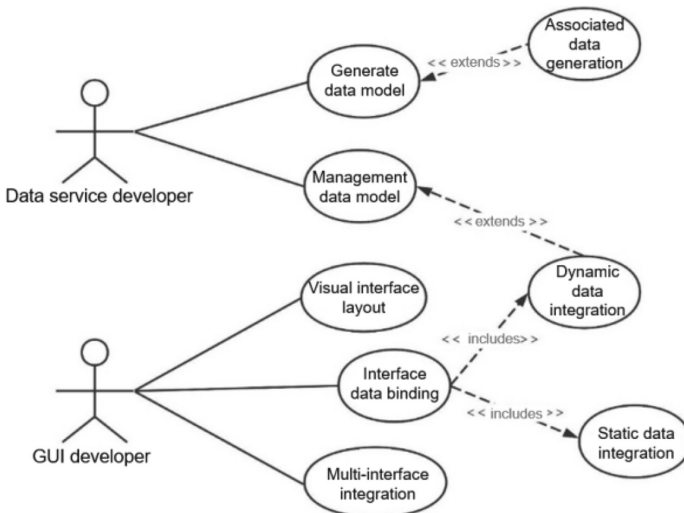 Associated
data
generation
<< extends >>
Generate
data model
Data service developer
Management
data model
<<extends >>
Dynamic
data
integration
Visual interface
layout
<< includes>>
Interface
data binding
<< includes >>
Static data
integration
GUI developer
Multi-interface
integration